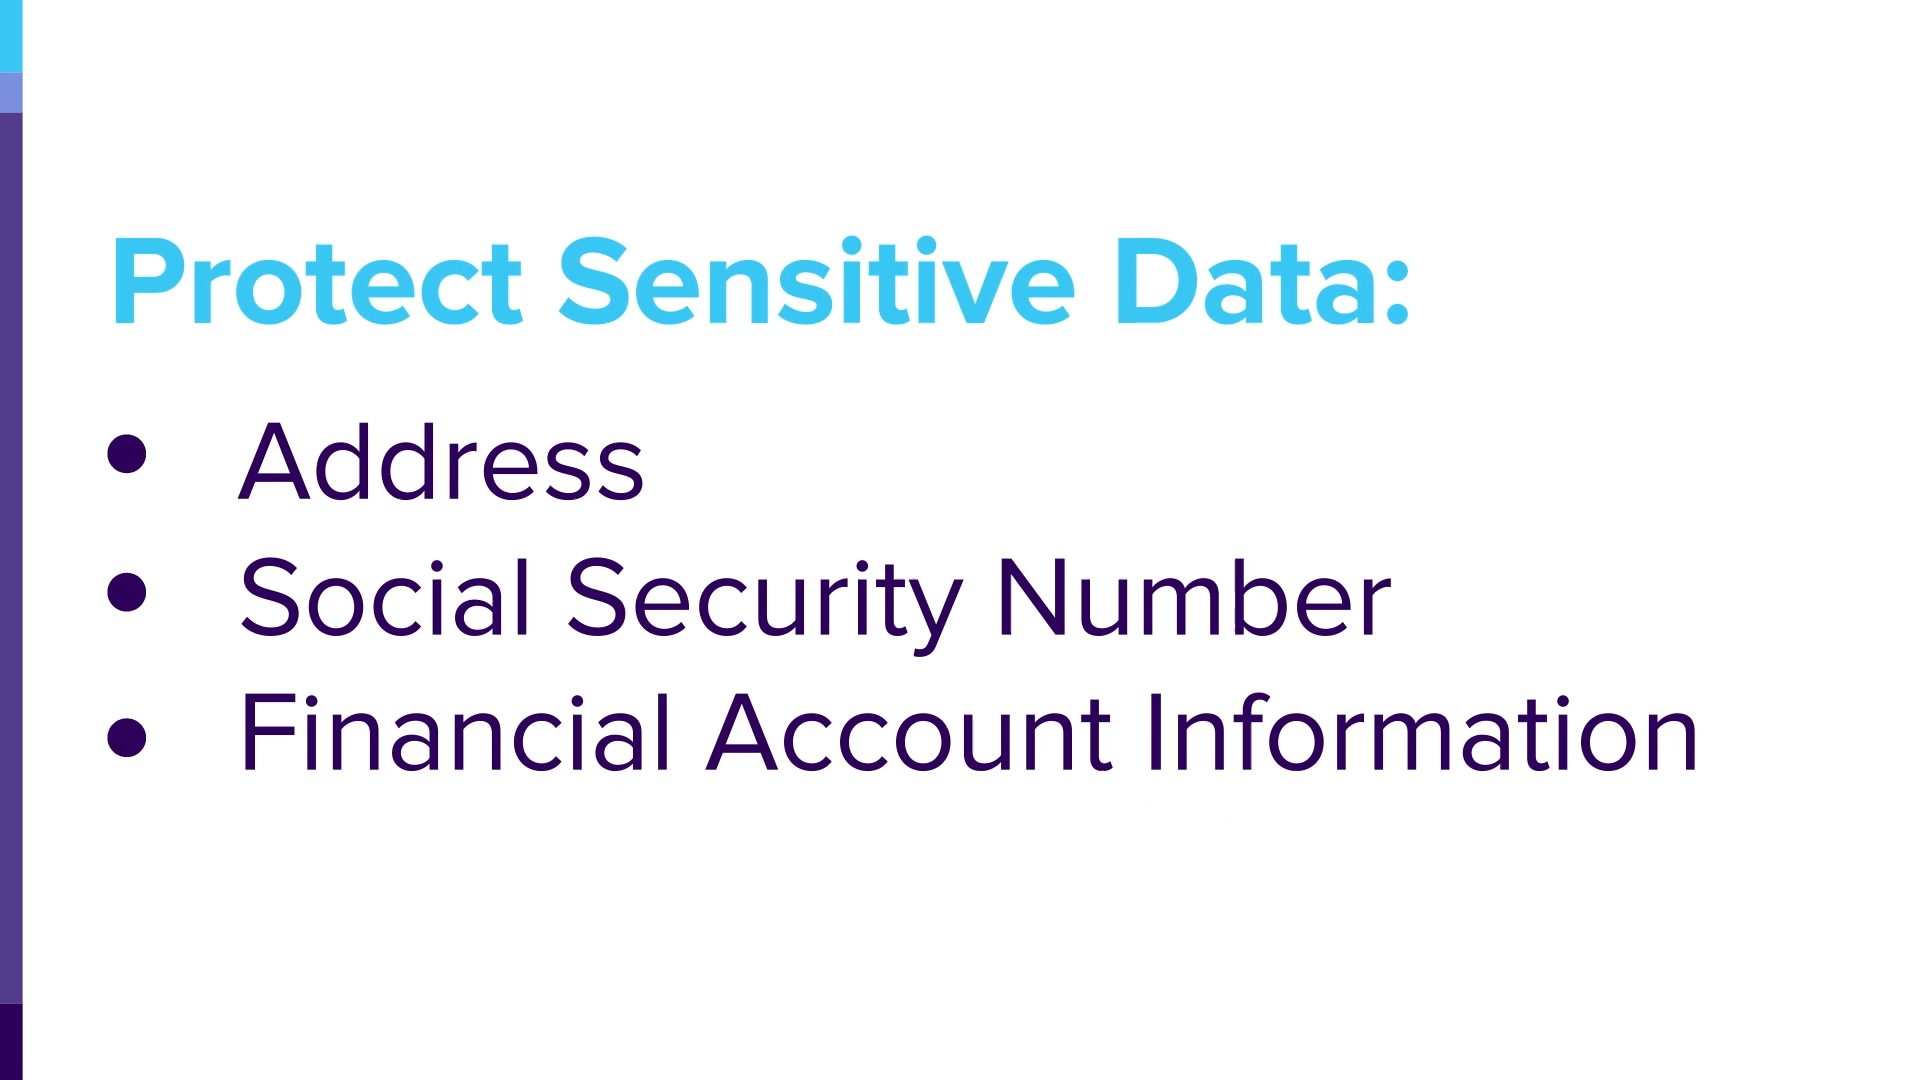 Protect Sensitive Data:
• Address
• Social Security Number
• Financial Account Information